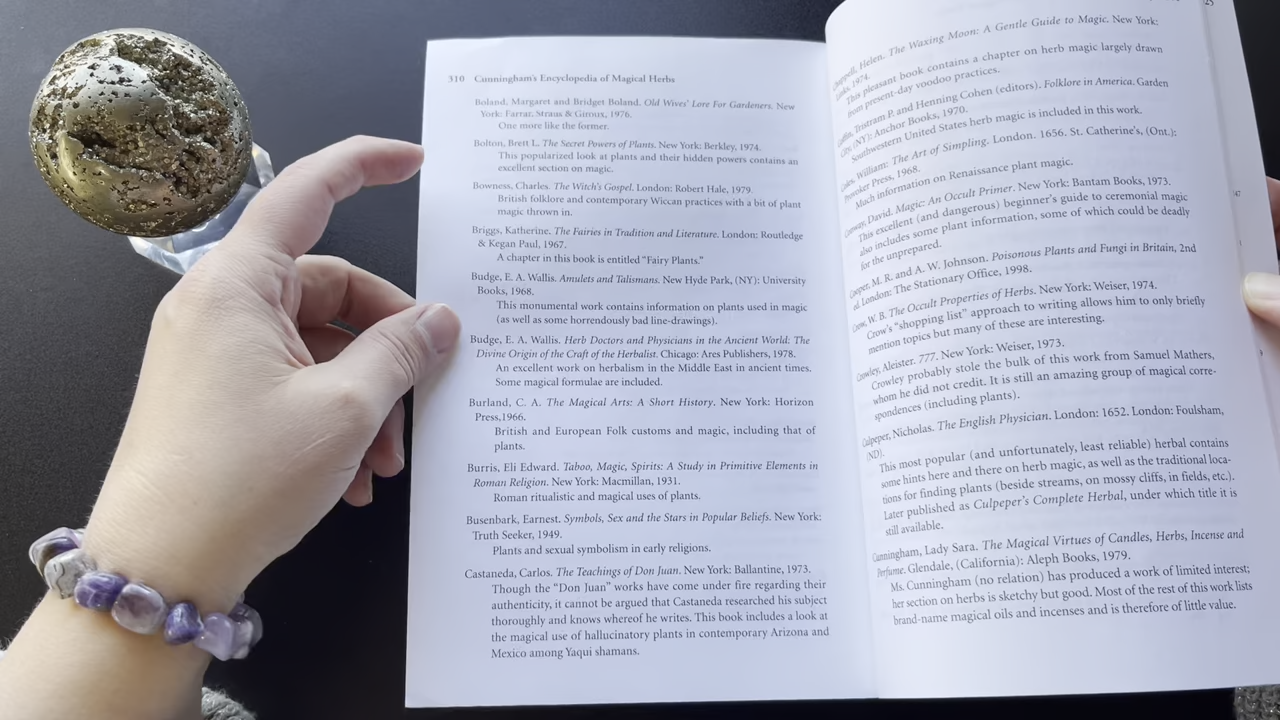 310 Cunningham's Encyclopedia of Magical Herbs
Boland, Margaret and Bridget Boland. Old Wives' Lore For Gardeners. New
York: Farrar, Straus & Giroux, 1976.
One more like the former.
Bolton, Brett L. The Secret Powers of Plants. New York: Berkley, 1974.
This popularized look at plants and their hidden powers contains an
excellent section on magic.
Bowness, Charles. The Witch's Gospel. London: Robert Hale, 1979.
British folklore and contemporary Wiccan practices with a bit of plant
magic thrown in.
Briggs, Katherine. The Fairies in Tradition and Literature. London: Routledge
& Kegan Paul, 1967.
A chapter in this book is entitled “Fairy Plants.”
Budge, E. A. Wallis. Amulets and Talismans. New Hyde Park, (NY): University
Books, 1968.
This monumental work contains information on plants used in magic
(as well as some horrendously bad line-drawings).
Budge, E. A. Wallis. Herb Doctors and Physicians in the Ancient World: The
Divine Origin of the Craft of the Herbalist. Chicago: Ares Publishers, 1978.
An excellent work on herbalism in the Middle East in ancient times.
Some magical formulae are included.
Burland, C. A. The Magical Arts: A Short History. New York: Horizon
Press,1966.
British and European Folk customs and magic, including that of
plants.
Burris, Eli Edward. Taboo, Magic, Spirits: A Study in Primitive Elements in
Roman Religion. New York: Macmillan, 1931.
Roman ritualistic and magical uses of plants.
Busenbark, Earnest. Symbols, Sex and the Stars in Popular Beliefs. New York:
Truth Seeker, 1949.
Plants and sexual symbolism in early religions.
Castaneda, Carlos. The Teachings of Don Juan. New York: Ballantine, 1973.
Though the “Don Juan” works have come under fire regarding their
authenticity, it cannot be argued that Castaneda researched his subject
thoroughly and knows whereof he writes. This book includes a look at
the magical use of hallucinatory plants in contemporary Arizona and
Mexico among Yaqui shamans.
Helen. The Waxing Moon: A Gentle Guide to Magic. New York:
Links, 1974.
This pleasant book contains a chapter on herb magic largely drawn
from present-day voodoo practices.
Tristram P. and Henning Cohen (editors). Folklore in America. Garden
City, (NY): Anchor Books, 1970.
Southwestern United States herb magic is included in this work.
Coles, William: The Art of Simpling. London. 1656. St. Catherine's, (Ont.):
Provoker Press, 1968.
Much information on Renaissance plant magic.
Conway, David. Magic: An Occult Primer. New York: Bantam Books, 1973.
This excellent (and dangerous) beginner's guide to ceremonial magic
also includes some plant information, some of which could be deadly
for the unprepared.
Cooper, M. R. and A. W. Johnson. Poisonous Plants and Fungi in Britain, 2nd
ed. London: The Stationary Office, 1998.
Crow, W. B. The Occult Properties of Herbs. New York: Weiser, 1974.
Crow's “shopping list” approach to writing allows him to only briefly
mention topics but many of these are interesting.
Crowley, Aleister. 777. New York: Weiser, 1973.
Crowley probably stole the bulk of this work from Samuel Mathers,
whom he did not credit. It is still an amazing group of magical corre-
spondences (including plants).
Culpeper, Nicholas. The English Physician. London: 1652. London: Foulsham,
(ND).
This most popular (and unfortunately, least reliable) herbal contains
some hints here and there on herb magic, as well as the traditional loca-
tions for finding plants (beside streams, on mossy cliffs, in fields, etc.).
Later published as Culpeper's Complete Herbal, under which title it is
still available.
Cunningham, Lady Sara. The Magical Virtues of Candles, Herbs, Incense and
Perfume. Glendale, (California): Aleph Books, 1979.
Ms. Cunningham (no relation) has produced a work of limited interest;
her section on herbs is sketchy but good. Most of the rest of this work lists
brand-name magical oils and incenses and is therefore of little value.